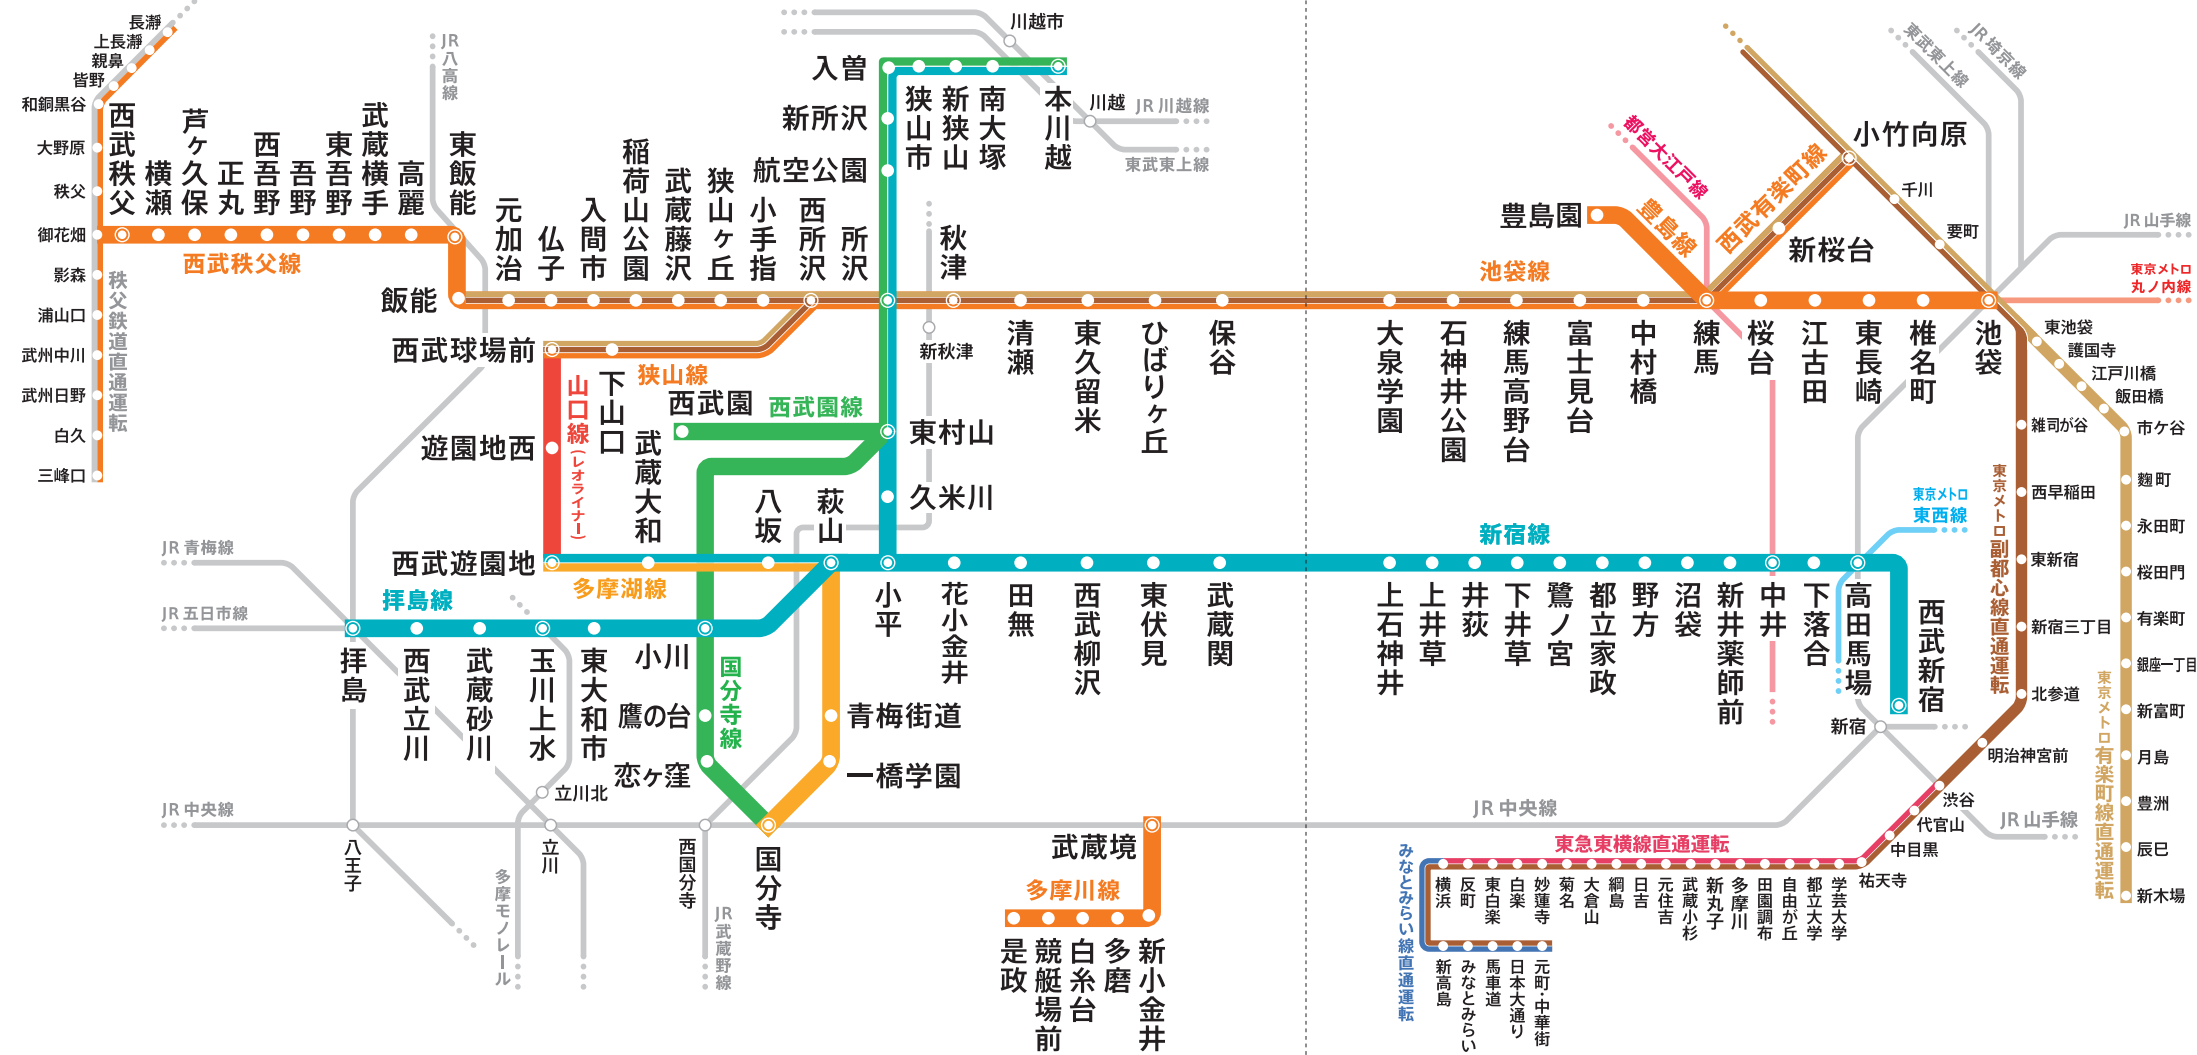 長瀞
上長瀞
親鼻
皆野
和銅黒谷
大野原
秩父
御花畑
影森
浦山口
武州中川
武州日野
白久
三峰口
秩父鉄道直通運転
西武秩父
横瀬
芦ヶ久保
正丸
西吾野
吾野
東吾野
武蔵横手
高麗
東飯能
西武秩父線
JR八高線
飯能
元加治
仏子
入間市
稲荷山公園
武蔵藤沢
狭山ヶ丘
小手指
西所沢
所沢
入曽
新所沢
航空公園
狭山市
新狭山
南大塚
本川越
川越市
川越
JR川越線
東武東上線
秋津
新秋津
清瀬
東久留米
ひばりヶ丘
保谷
大泉学園
石神井公園
練馬高野台
富士見台
中村橋
練馬
桜台
江古田
東長崎
椎名町
池袋
池袋線
豊島園
豊島線
都営大江戸線
西武有楽町線
小竹向原
新桜台
千川
要町
東武東上線
JR埼京線
JR山手線
東京メトロ
丸ノ内線
東池袋
護国寺
江戸川橋
飯田橋
市ケ谷
麴町
永田町
桜田門
有楽町
銀座一丁目
新富町
月島
豊洲
辰巳
新木場
東京メトロ有楽町線直通運転
雑司が谷
西早稲田
東新宿
新宿三丁目
北参道
明治神宮前
渋谷
代官山
中目黒
祐天寺
東京メトロ副都心線直通運転
東京メトロ
東西線
西武球場前
下山口
狭山線
山口線
(レオライナー)
遊園地西
西武遊園地
西武園
西武園線
東村山
久米川
武蔵大和
八坂
萩山
多摩湖線
JR青梅線
JR五日市線
JR中央線
拝島線
拝島
西武立川
武蔵砂川
玉川上水
東大和市
小川
鷹の台
恋ヶ窪
国分寺線
青梅街道
一橋学園
国分寺
西国分寺
JR武蔵野線
立川北
立川
八王子
多摩モノレール
新宿線
小平
花小金井
田無
西武柳沢
東伏見
武蔵関
上石神井
上井草
井荻
下井草
鷺ノ宮
都立家政
野方
沼袋
新井薬師前
中井
下落合
高田馬場
西武新宿
新宿
JR中央線
JR山手線
武蔵境
多摩川線
是政
競艇場前
白糸台
多磨
新小金井
東急東横線直通運転
横浜
反町
東白楽
白楽
妙蓮寺
菊名
大倉山
綱島
日吉
元住吉
武蔵小杉
新丸子
多摩川
田園調布
自由が丘
都立大学
学芸大学
みなとみらい線直通運転
新高島
みなとみらい
馬車道
日本大通り
元町・中華街